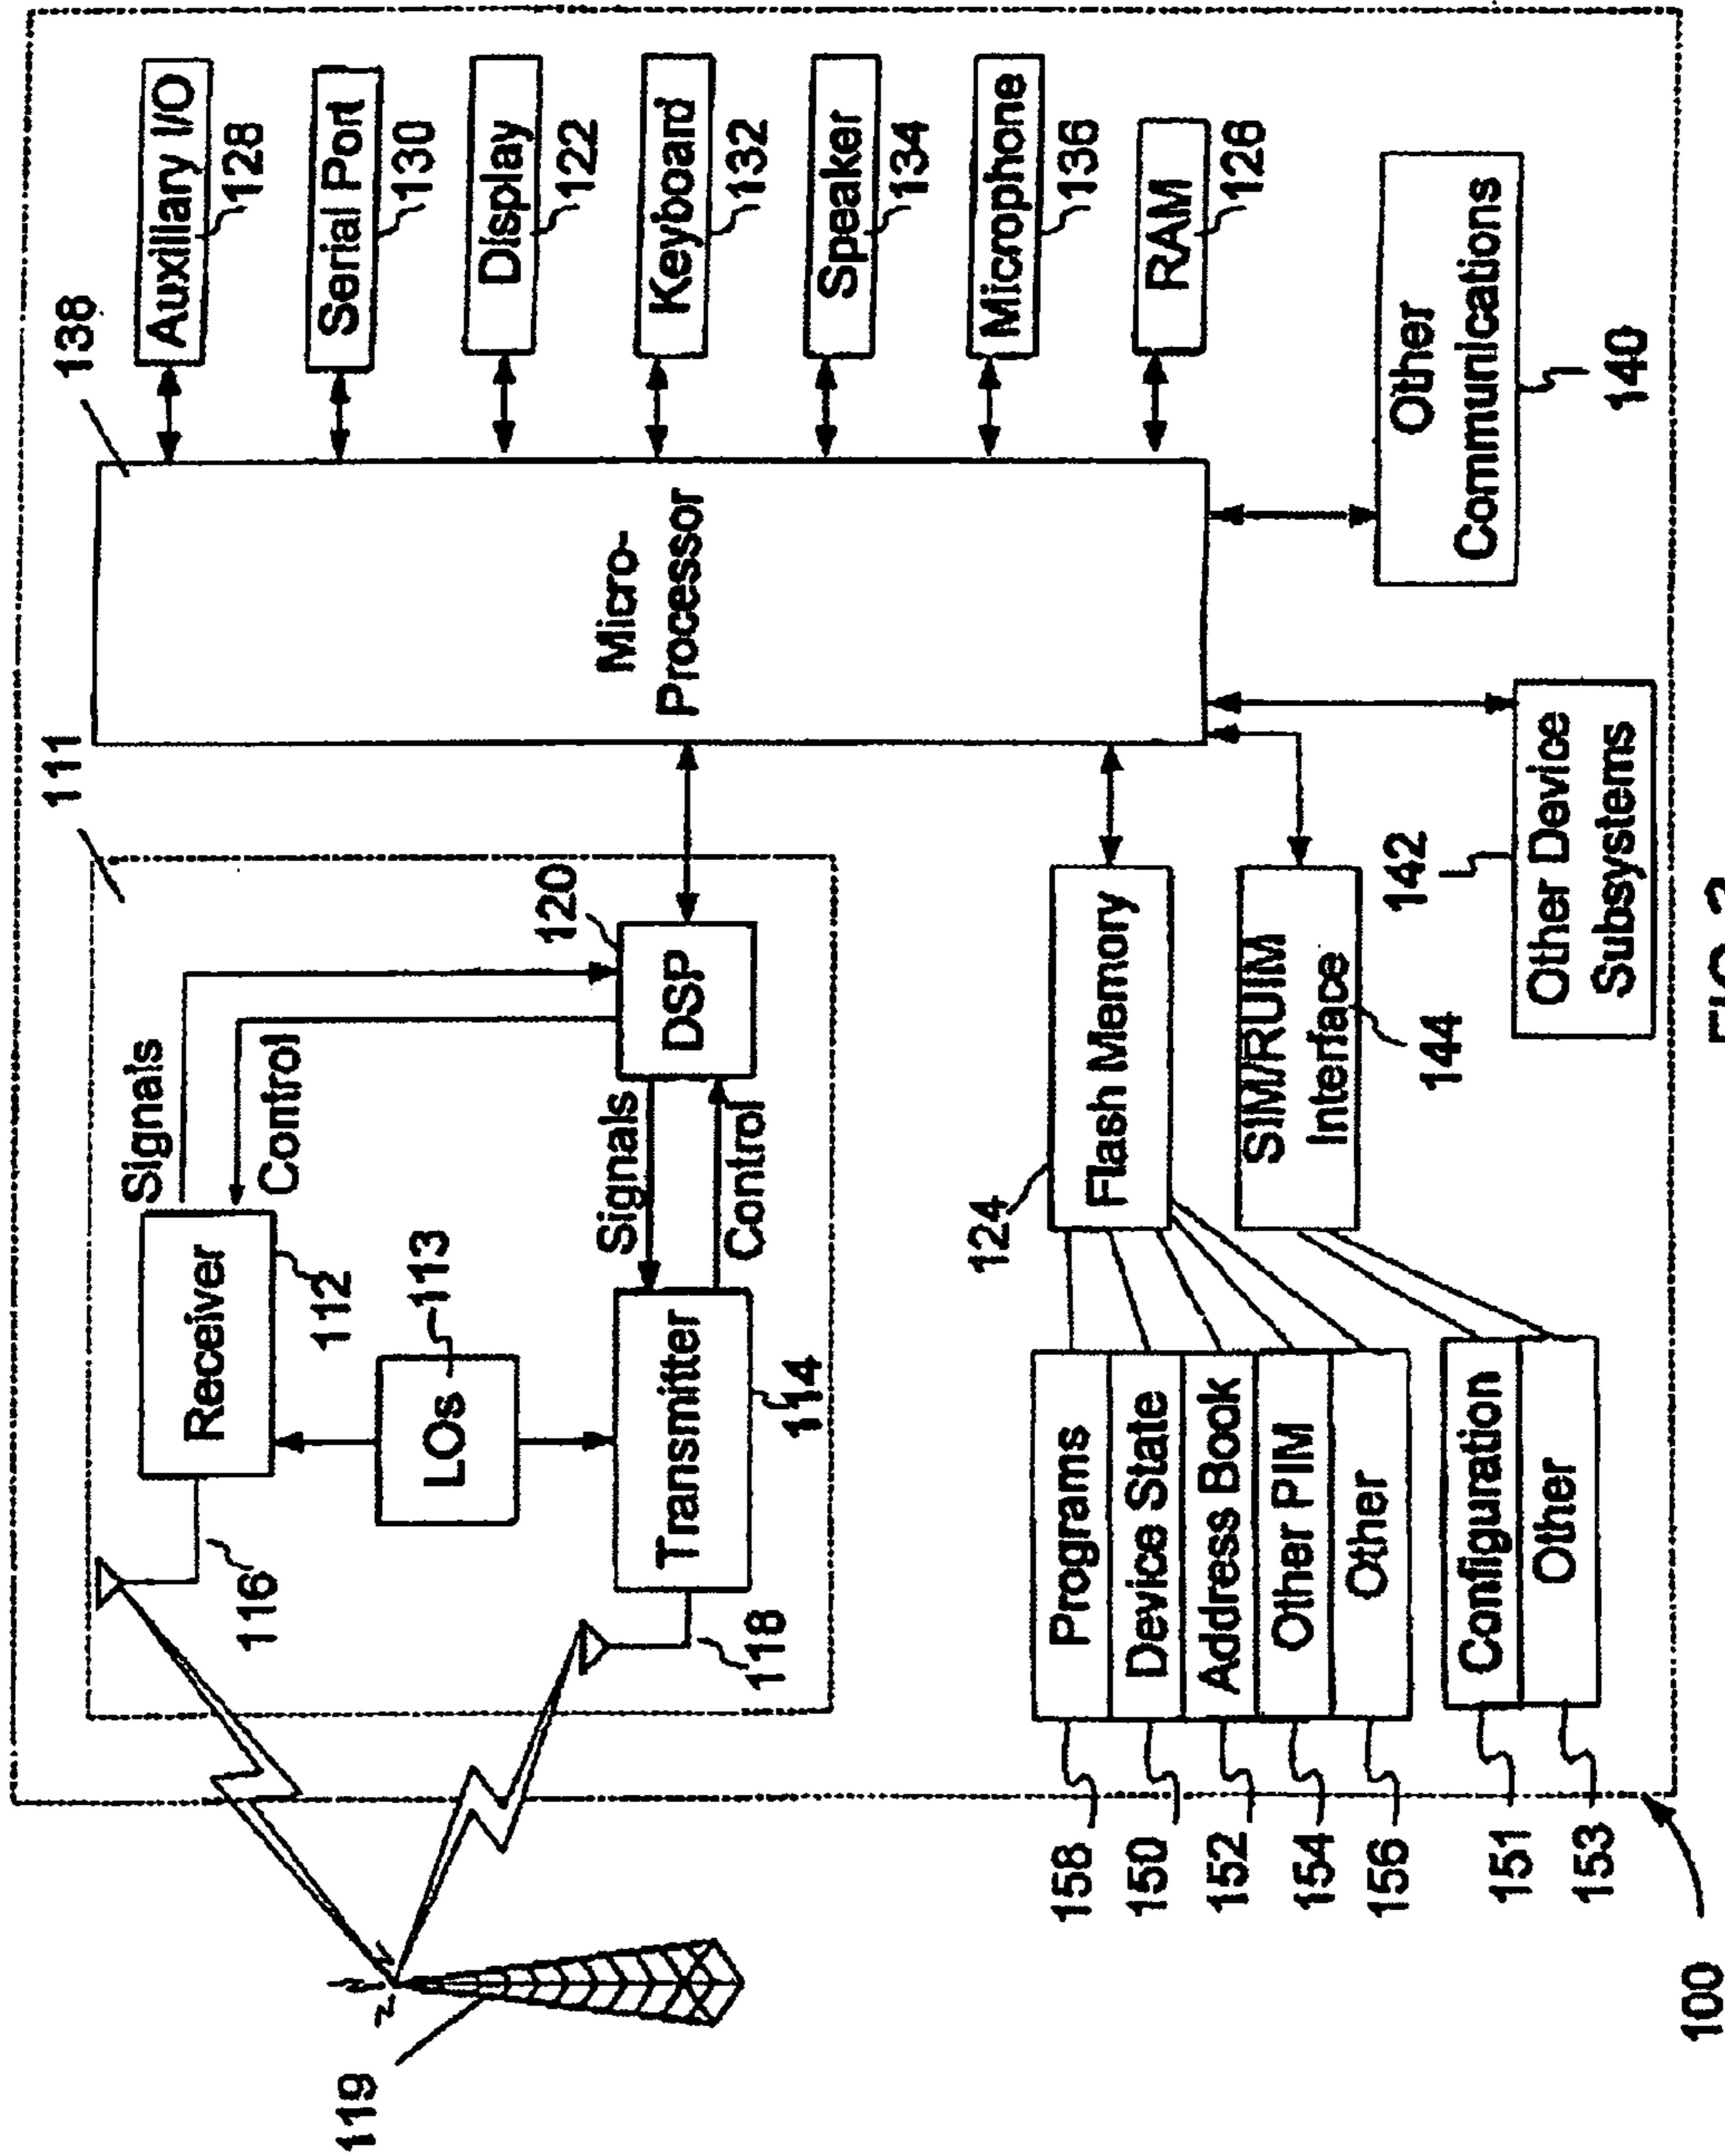 111
138
119
116
Receiver
112
Signals
Control
LOs
113
118
Transmitter
114
Signals
Control
DSP
120
Micro-
Processor
Auxiliary I/O
128
Serial Port
130
Display
122
Keyboard
132
Speaker
134
Microphone
136
RAM
126
158
Programs
150
Device State
152
Address Book
154
Other PIM
156
Other
124
Flash Memory
151
Configuration
153
Other
SIM/RUIM
Interface
144
142
Other Device
Subsystems
Other
Communications
140
100